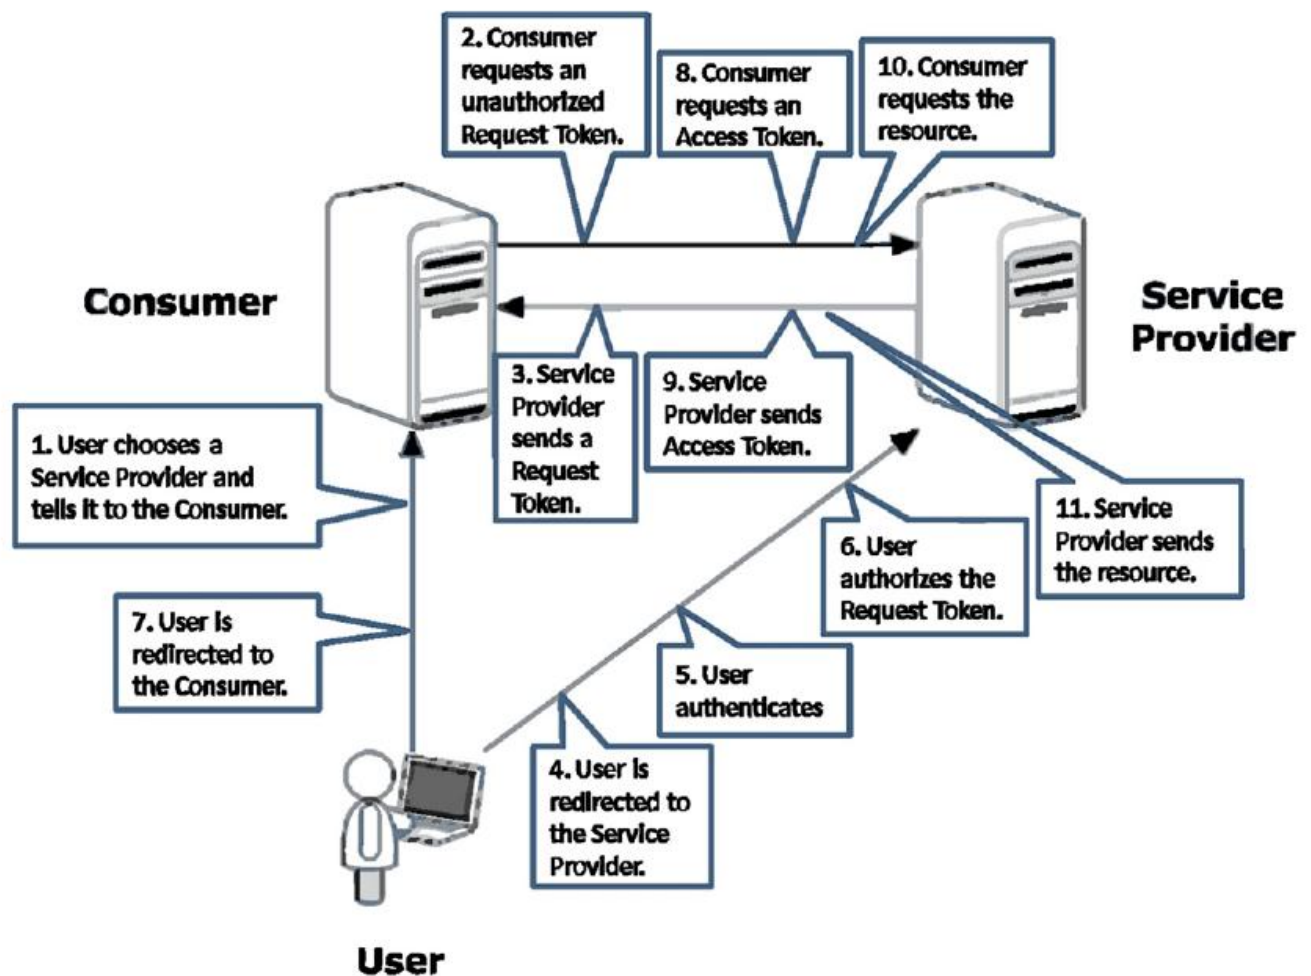 2. Consumer
requests an
unauthorized
Request Token.
8. Consumer
requests an
Access Token.
10. Consumer
requests the
resource.
Consumer
Service
Provider
3. Service
Provider
sends a
Request
Token.
9. Service
Provider sends
Access Token.
1. User chooses a
Service Provider and
tells it to the Consumer.
11. Service
Provider sends
the resource.
6. User
authorizes the
Request Token.
7. User is
redirected to
the Consumer.
5. User
authenticates
4. User is
redirected to
the Service
Provider.
User